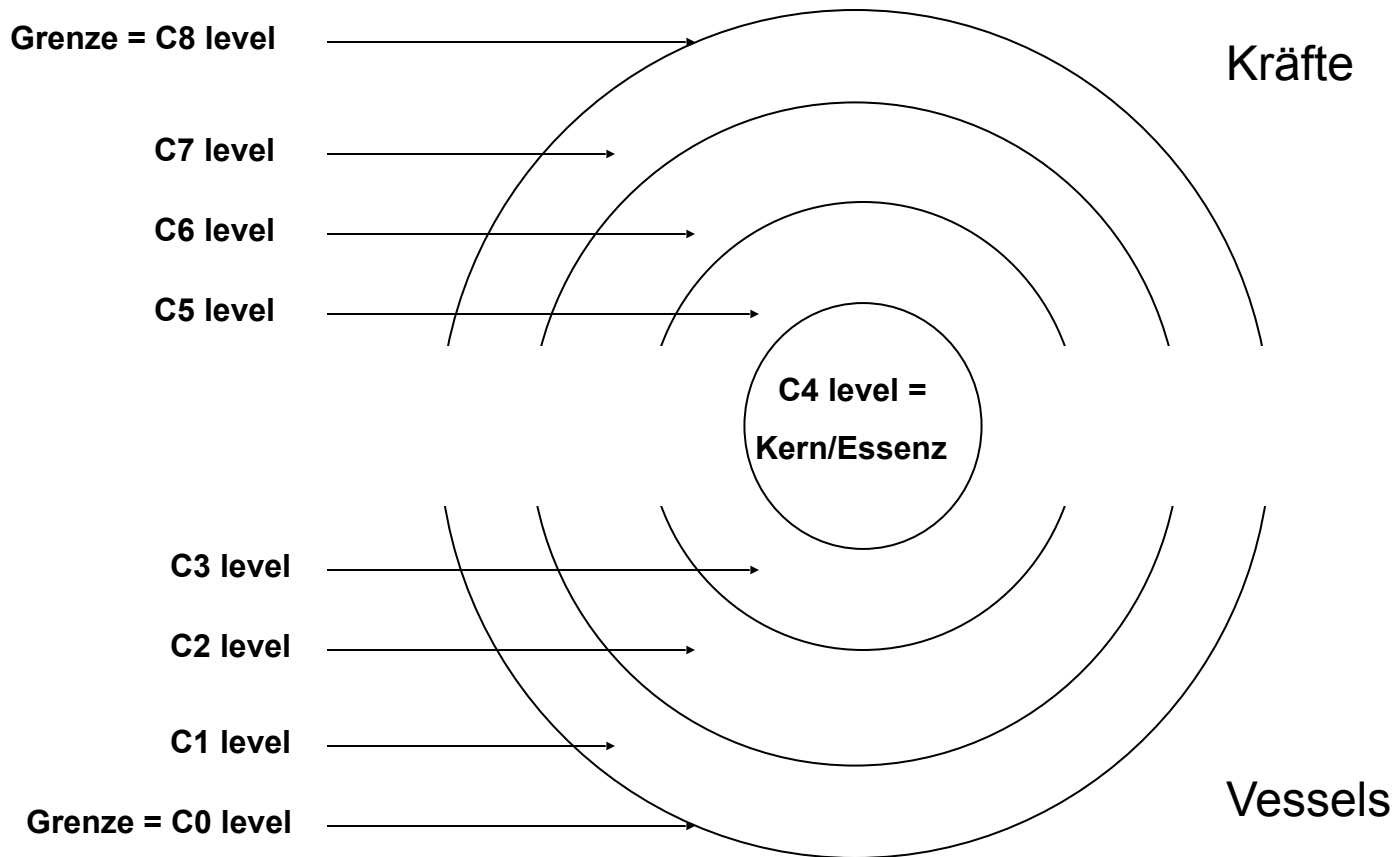 Grenze = C8 level
Kräfte
C7 level
C6 level
C5 level
C4 level =
Kern/Essenz
C3 level
C2 level
C1 level
Vessels
Grenze = C0 level